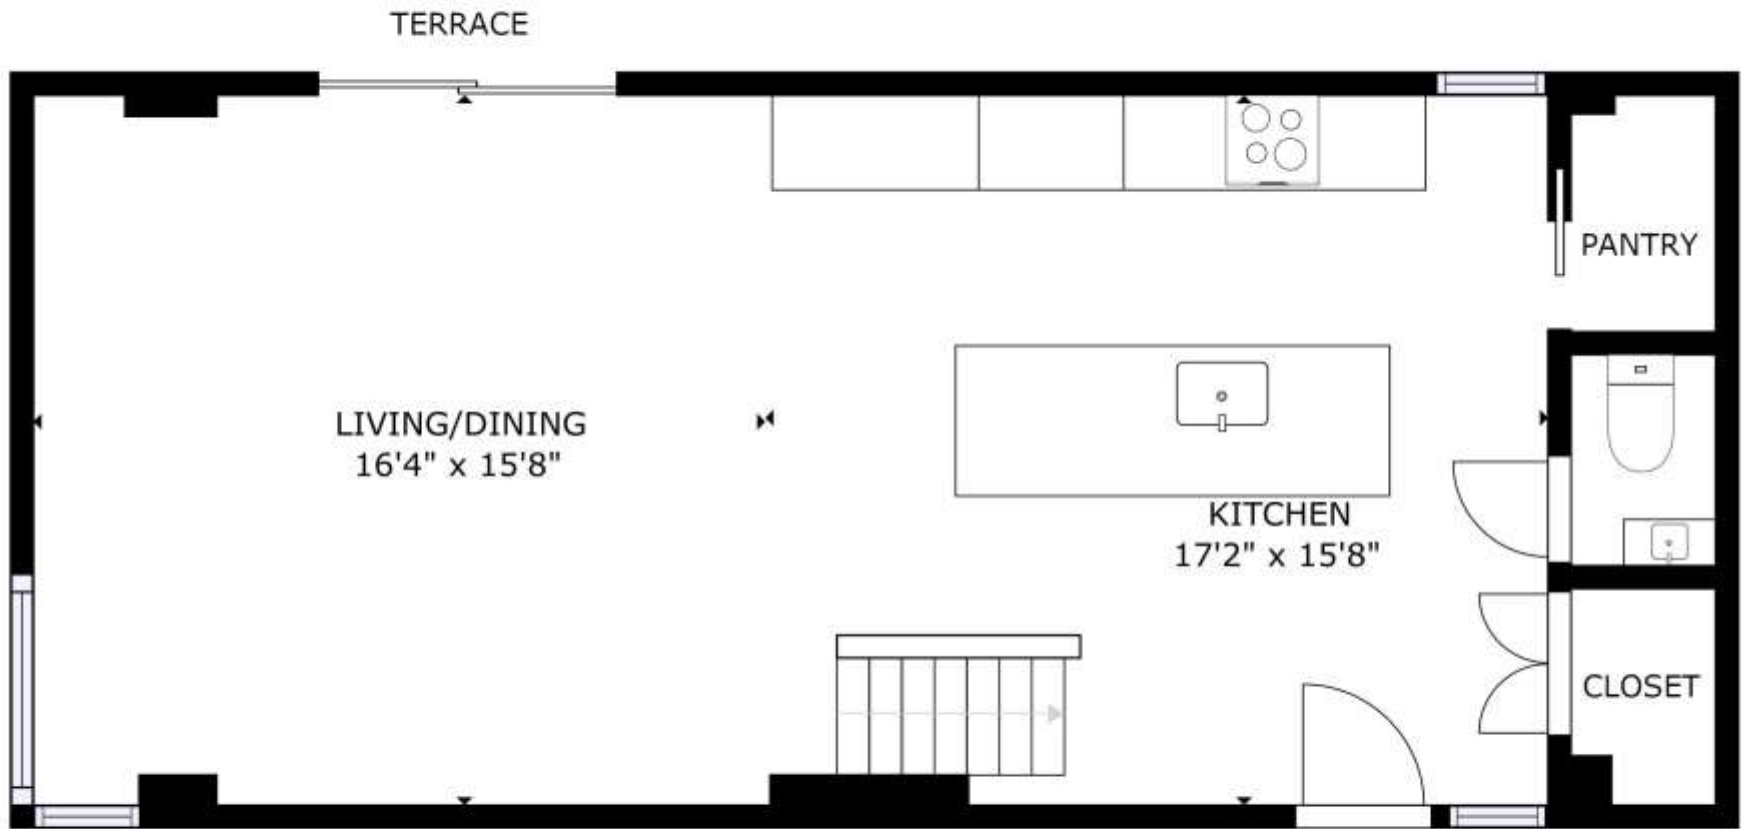 TERRACE
PANTRY
LIVING/DINING
16'4" x 15'8"
KITCHEN
17'2" x 15'8"
CLOSET